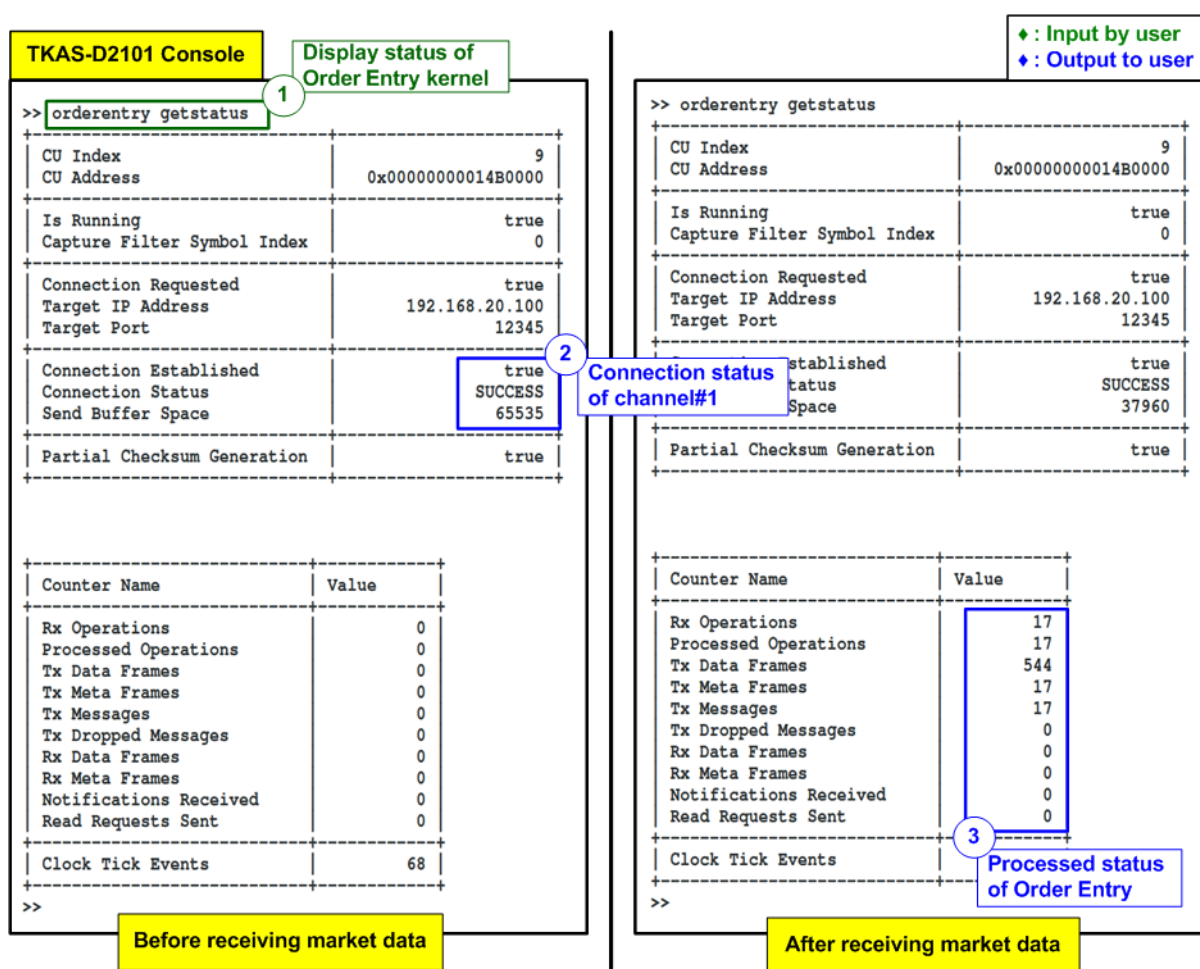 TKAS-D2101 Console
Display status of
Order Entry kernel
1
>> orderentry getstatus
CU Index 9
CU Address 0x00000000014B0000
Is Running true
Capture Filter Symbol Index 0
Connection Requested true
Target IP Address 192.168.20.100
Target Port 12345
Connection Established true
Connection Status SUCCESS
Send Buffer Space 65535
Partial Checksum Generation true
2
Connection status
of channel#1
Counter Name Value
Rx Operations 0
Processed Operations 0
Tx Data Frames 0
Tx Meta Frames 0
Tx Messages 0
Tx Dropped Messages 0
Rx Data Frames 0
Rx Meta Frames 0
Notifications Received 0
Read Requests Sent 0
Clock Tick Events 68
>>
Before receiving market data
♦ : Input by user
♦ : Output to user
>> orderentry getstatus
CU Index 9
CU Address 0x00000000014B0000
Is Running true
Capture Filter Symbol Index 0
Connection Requested true
Target IP Address 192.168.20.100
Target Port 12345
stablished true
tatus SUCCESS
Space 37960
Partial Checksum Generation true
Counter Name Value
Rx Operations 17
Processed Operations 17
Tx Data Frames 544
Tx Meta Frames 17
Tx Messages 17
Tx Dropped Messages 0
Rx Data Frames 0
Rx Meta Frames 0
Notifications Received 0
Read Requests Sent 0
Clock Tick Events
3
Processed status
of Order Entry
>>
After receiving market data